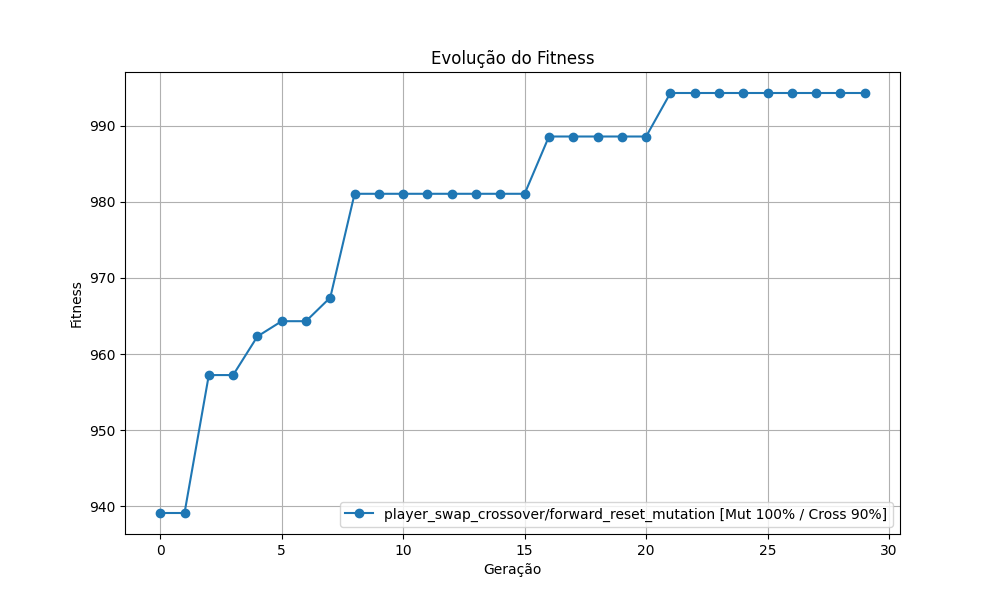 Evolução do Fitness
Fitness
990
980
970
960
950
940
player_swap_crossover/forward_reset_mutation [Mut 100% / Cross 90%]
0 5 10 15 20 25 30
Geração